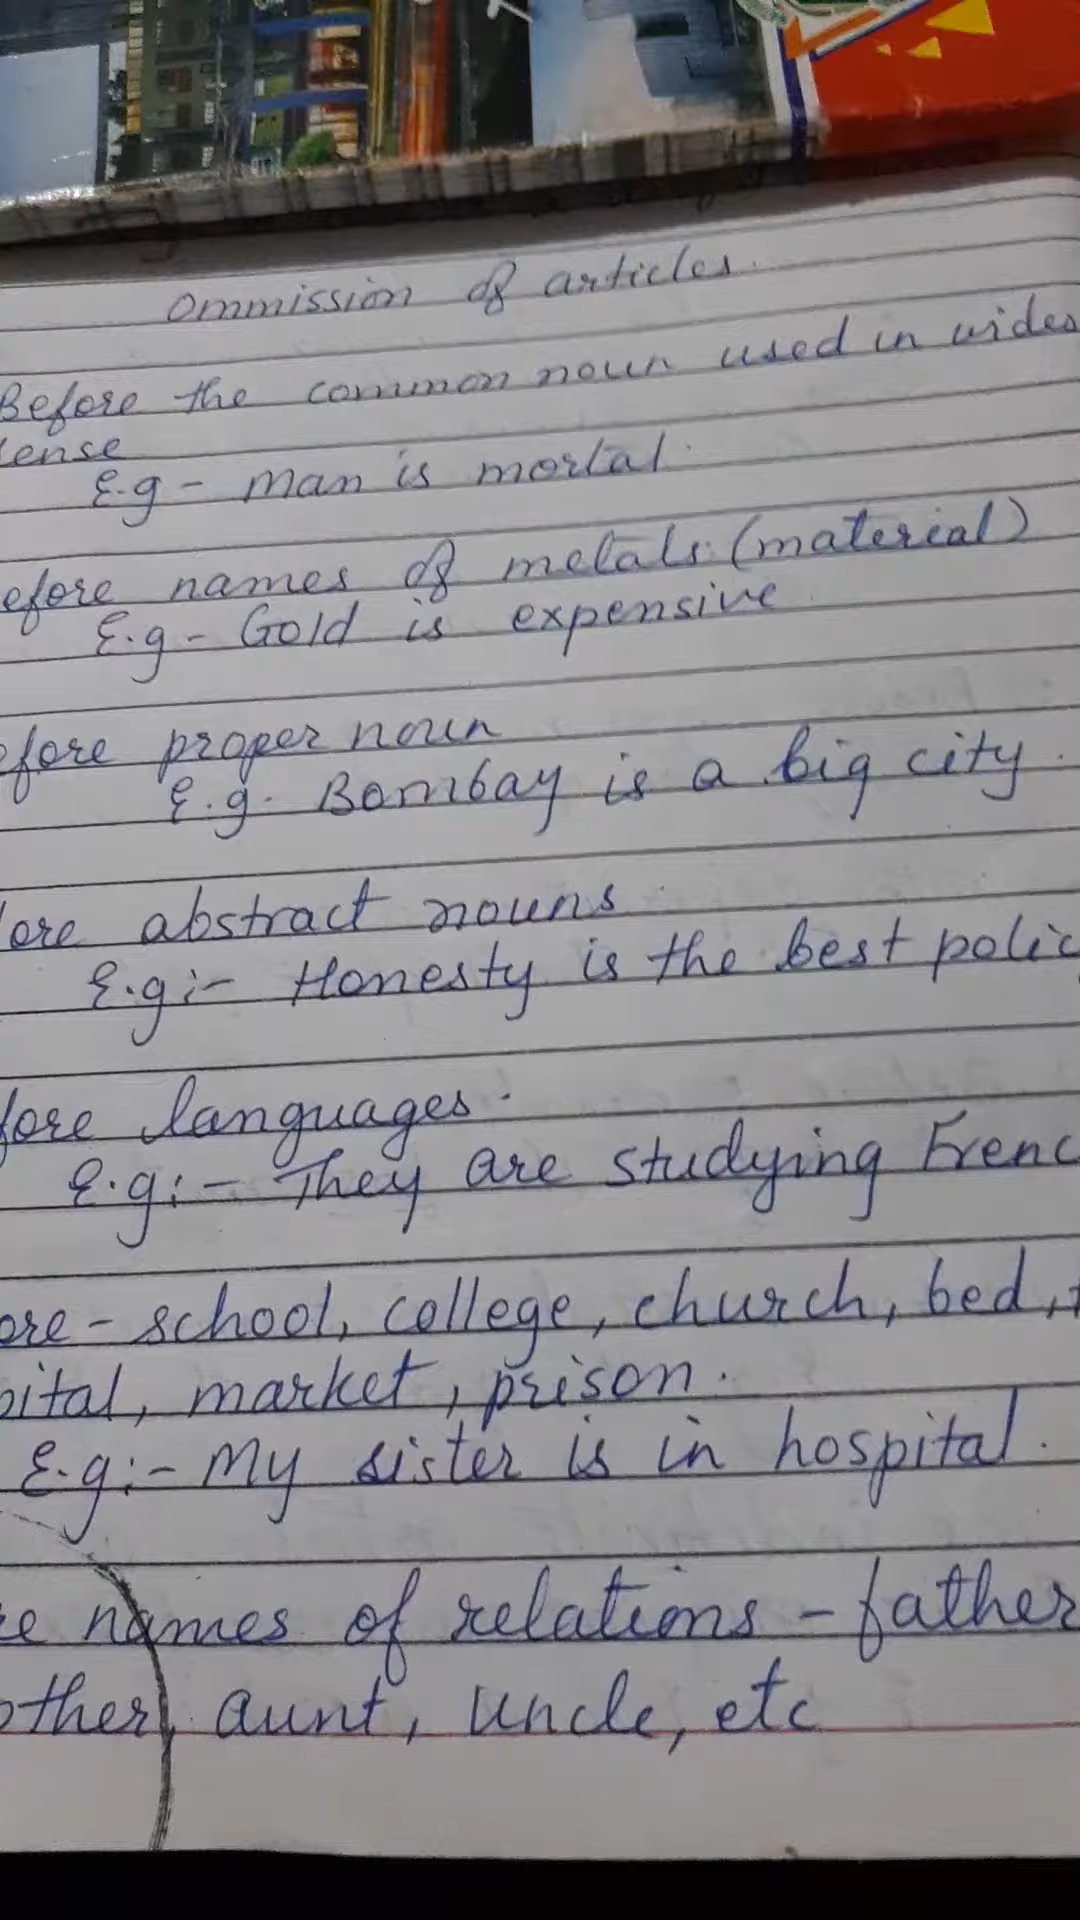 Ommission of articles.
Before the common noun used in wides
ense
E.g - Man is mortal.
efore names of metals (material)
E.g - Gold is expensive
fore proper noun
E.g. Bombay is a big city.
ore abstract nouns
E.g:- Honesty is the best polic
fore languages.
E.g:- They are studying Frenc
ore - school, college, church, bed,
pital, market, prison.
E.g:- My sister is in hospital.
e names of relations - father
other, aunt, uncle, etc